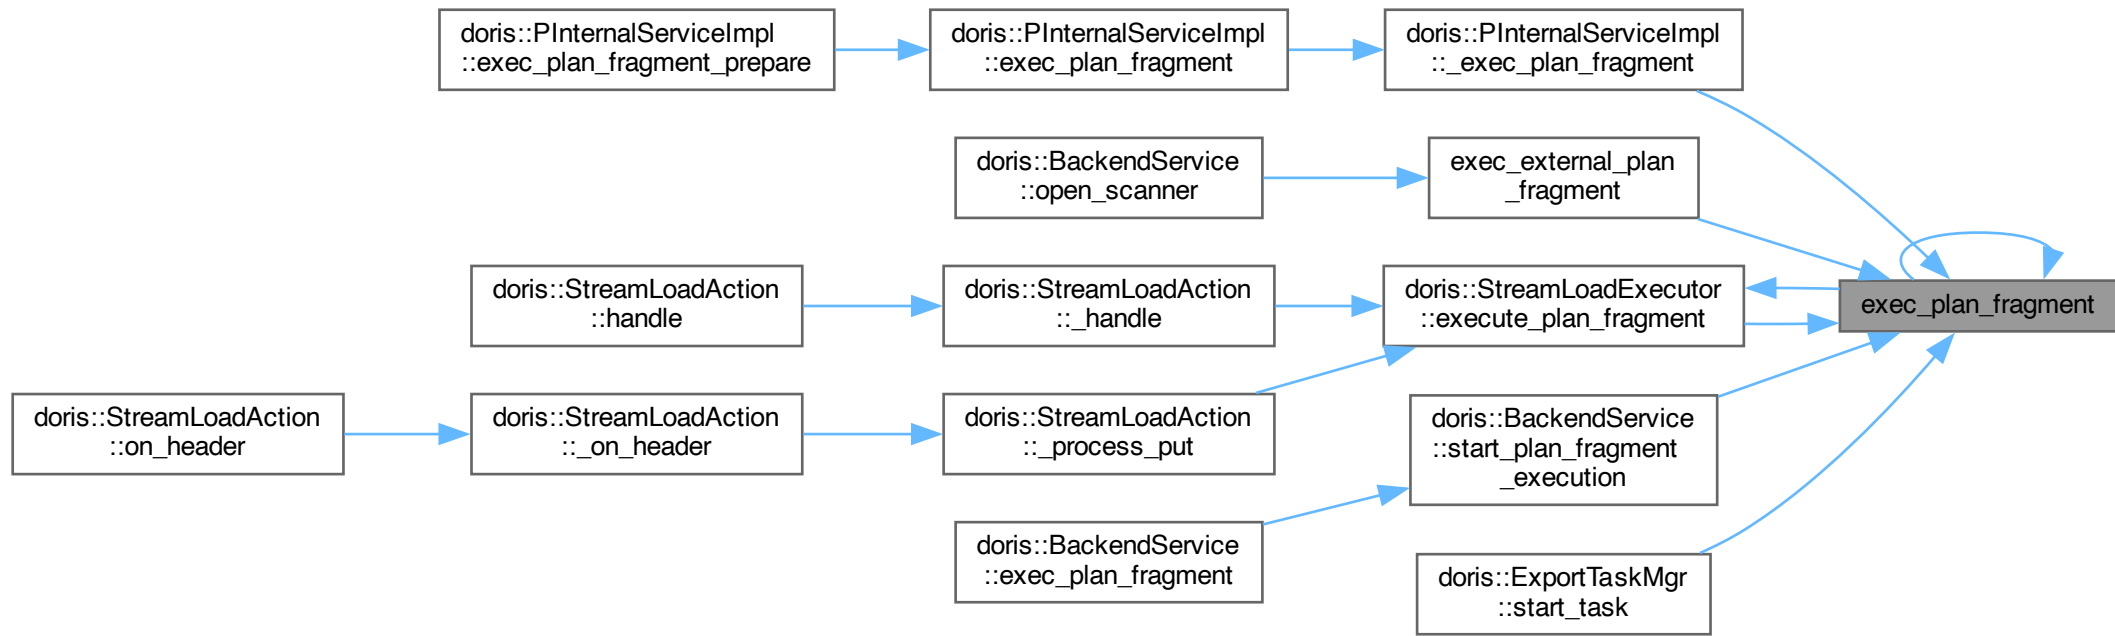 doris::PInternalServiceImpl
::exec_plan_fragment_prepare
doris::PInternalServiceImpl
::exec_plan_fragment
doris::PInternalServiceImpl
::_exec_plan_fragment
doris::BackendService
::open_scanner
exec_external_plan
_fragment
doris::StreamLoadAction
::handle
doris::StreamLoadAction
::_handle
doris::StreamLoadExecutor
::execute_plan_fragment
exec_plan_fragment
doris::StreamLoadAction
::on_header
doris::StreamLoadAction
::_on_header
doris::StreamLoadAction
::_process_put
doris::BackendService
::start_plan_fragment
_execution
doris::BackendService
::exec_plan_fragment
doris::ExportTaskMgr
::start_task